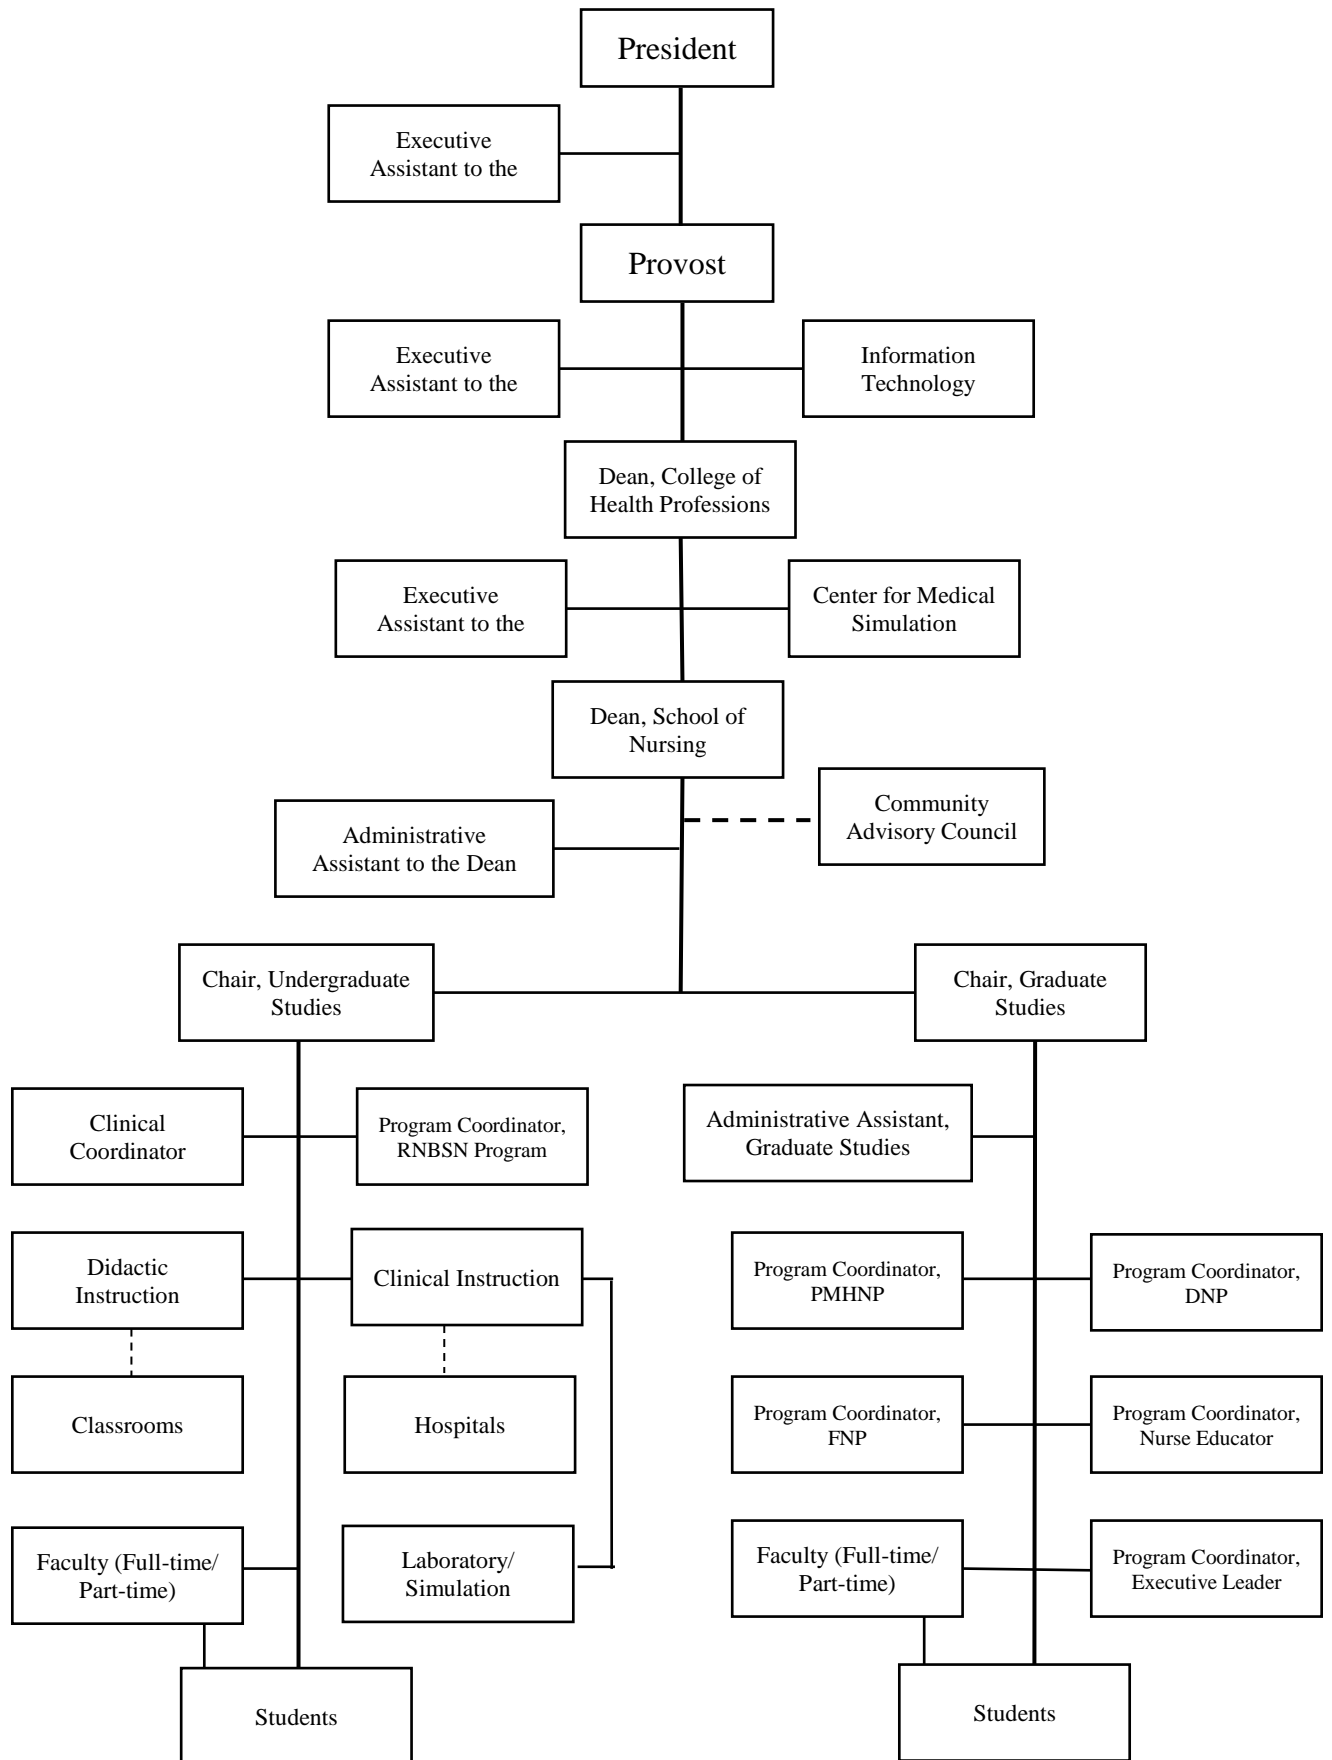 President
Executive
Assistant to the
Provost
Executive
Assistant to the
Information
Technology
Dean, College of
Health Professions
Executive
Assistant to the
Center for Medical
Simulation
Dean, School of
Nursing
Community
Advisory Council
Administrative
Assistant to the Dean
Chair, Undergraduate
Studies
Chair, Graduate
Studies
Clinical
Coordinator
Program Coordinator,
RNBSN Program
Administrative Assistant,
Graduate Studies
Didactic
Instruction
Clinical Instruction
Program Coordinator,
PMHNP
Program Coordinator,
DNP
Classrooms
Hospitals
Program Coordinator,
FNP
Program Coordinator,
Nurse Educator
Faculty (Full-time/
Part-time)
Laboratory/
Simulation
Faculty (Full-time/
Part-time)
Program Coordinator,
Executive Leader
Students
Students